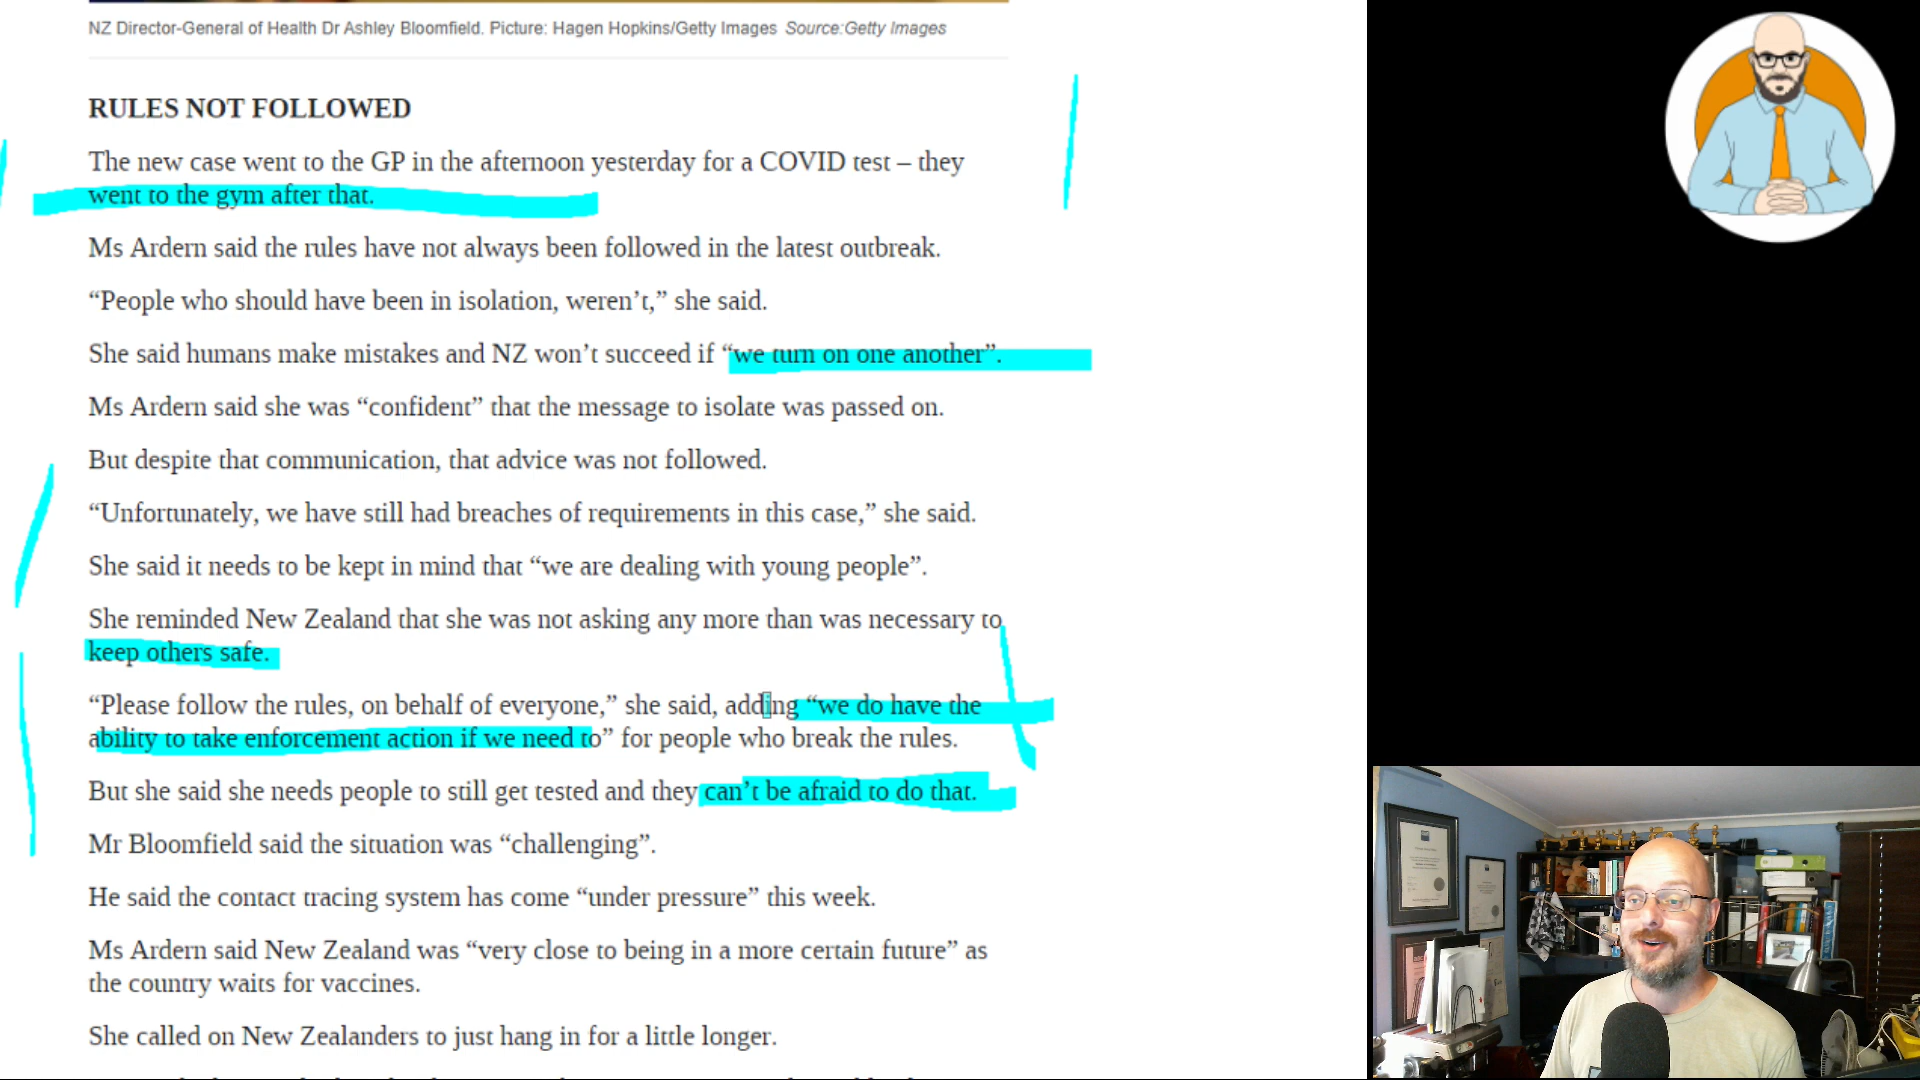 NZ Director-General of Health Dr Ashley Bloomfield. Picture: Hagen Hopkins/Getty Images Source:Getty Images
RULES NOT FOLLOWED
The new case went to the GP in the afternoon yesterday for a COVID test – they
went to the gym after that.
Ms Ardern said the rules have not always been followed in the latest outbreak.
“People who should have been in isolation, weren’t,” she said.
She said humans make mistakes and NZ won’t succeed if “we turn on one another”.
Ms Ardern said she was “confident” that the message to isolate was passed on.
But despite that communication, that advice was not followed.
“Unfortunately, we have still had breaches of requirements in this case,” she said.
She said it needs to be kept in mind that “we are dealing with young people”.
She reminded New Zealand that she was not asking any more than was necessary to
keep others safe.
“Please follow the rules, on behalf of everyone,” she said, adding “we do have the
ability to take enforcement action if we need to” for people who break the rules.
But she said she needs people to still get tested and they can’t be afraid to do that.
Mr Bloomfield said the situation was “challenging”.
He said the contact tracing system has come “under pressure” this week.
Ms Ardern said New Zealand was “very close to being in a more certain future” as
the country waits for vaccines.
She called on New Zealanders to just hang in for a little longer.